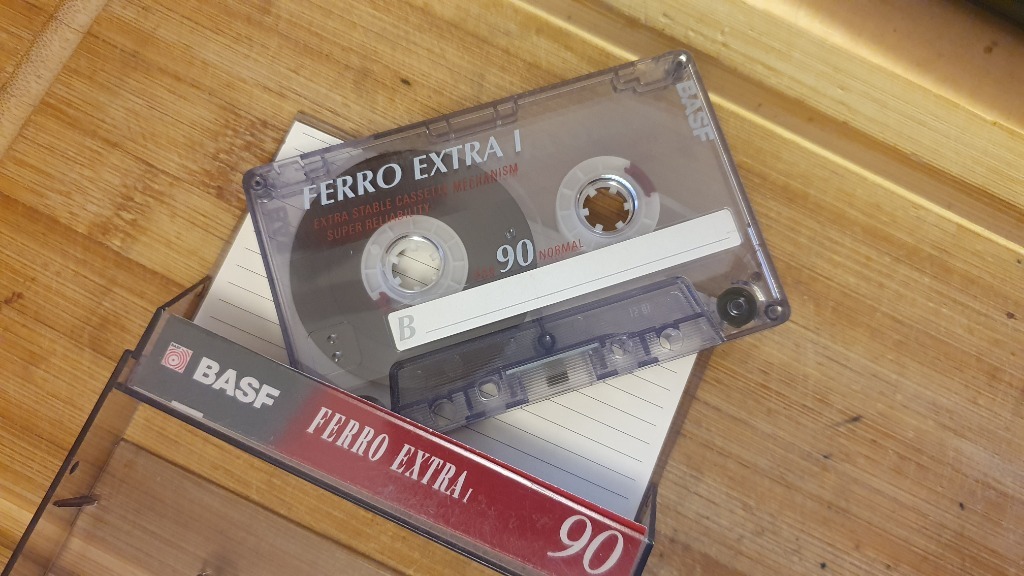 FERRO EXTRA I
EXTRA STABLE CASSETTE MECHANISM
SUPER RELIABILITY
90 NORMAL
B
BASF
BASF
FERRO EXTRA I
90